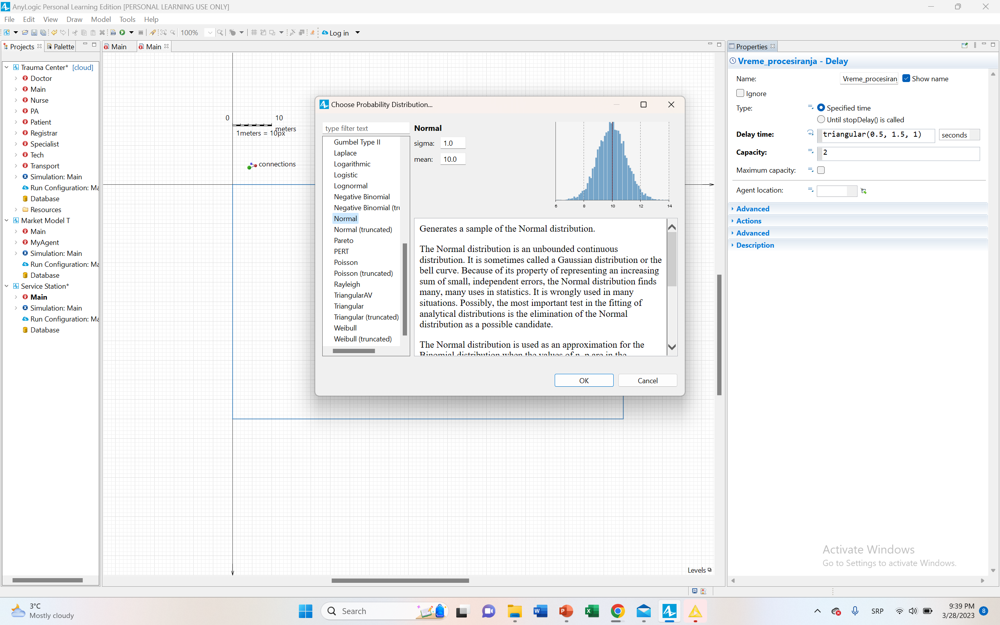 AnyLogic Personal Learning Edition [PERSONAL LEARNING USE ONLY]
File Edit View Draw Model Tools Help
100% Log in
Projects Palette
Trauma Center* [cloud]
Doctor
Main
Nurse
PA
Patient
Registrar
Specialist
Tech
Transport
Simulation: Main
Run Configuration: Ma
Database
Resources
Market Model T
Main
MyAgent
Simulation: Main
Run Configuration: Ma
Database
Service Station*
Main
Simulation: Main
Run Configuration: Ma
Database
Main Main
0 10
meters
1meters = 10px
connections
Levels
Choose Probability Distribution...
type filter text
Gumbel Type II
Laplace
Logarithmic
Logistic
Lognormal
Negative Binomial
Negative Binomial (tru
Normal
Normal (truncated)
Pareto
PERT
Poisson
Poisson (truncated)
Rayleigh
TriangularAV
Triangular
Triangular (truncated)
Weibull
Weibull (truncated)
Normal
sigma: 1.0
mean: 10.0
6 8 10 12 14
Generates a sample of the Normal distribution.
The Normal distribution is an unbounded continuous
distribution. It is sometimes called a Gaussian distribution or the
bell curve. Because of its property of representing an increasing
sum of small, independent errors, the Normal distribution finds
many, many uses in statistics. It is wrongly used in many
situations. Possibly, the most important test in the fitting of
analytical distributions is the elimination of the Normal
distribution as a possible candidate.
The Normal distribution is used as an approximation for the
Binomial distribution when the values of n, p are in the
OK Cancel
Properties
Vreme_procesiranja - Delay
Name: Vreme_procesiran Show name
Ignore
Type: Specified time
Until stopDelay() is called
Delay time: triangular(0.5, 1.5, 1) seconds
Capacity: 2
Maximum capacity:
Agent location:
Advanced
Actions
Advanced
Description
Activate Windows
Go to Settings to activate Windows.
3°C
Mostly cloudy
Search
SRP
9:39 PM
3/28/2023
8